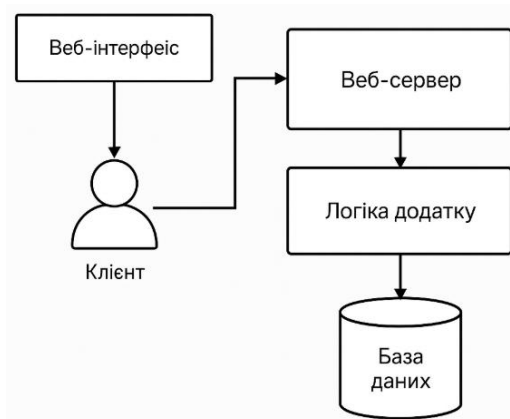 Веб-інтерфеіс
Веб-сервер
Логіка додатку
Клієнт
База
даних